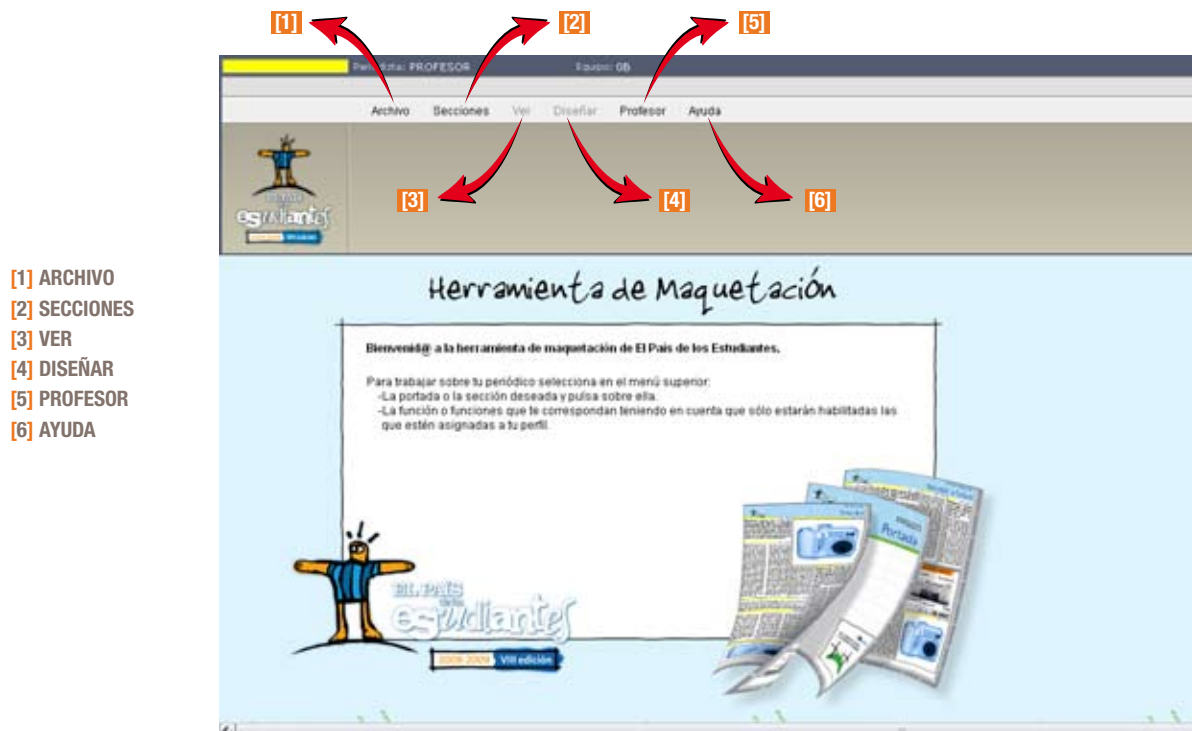 [1] [2] [5]
Periodista: PROFESOR Equipo: 0B
Archivo Secciones Ver Diseñar Profesor Ayuda
[3] [4] [6]
estudiantes
[1] ARCHIVO
[2] SECCIONES
[3] VER
[4] DISEÑAR
[5] PROFESOR
[6] AYUDA
Herramienta de Maquetación
Bienvenid@ a la herramienta de maquetación de El País de los Estudiantes.
Para trabajar sobre tu periódico selecciona en el menú superior:
-La portada o la sección deseada y pulsa sobre ella.
-La función o funciones que te correspondan teniendo en cuenta que sólo estarán habilitadas las
que estén asignadas a tu perfil.
Portada
EL PAÍS
de los
estudiantes
2008-2009 VIII edición